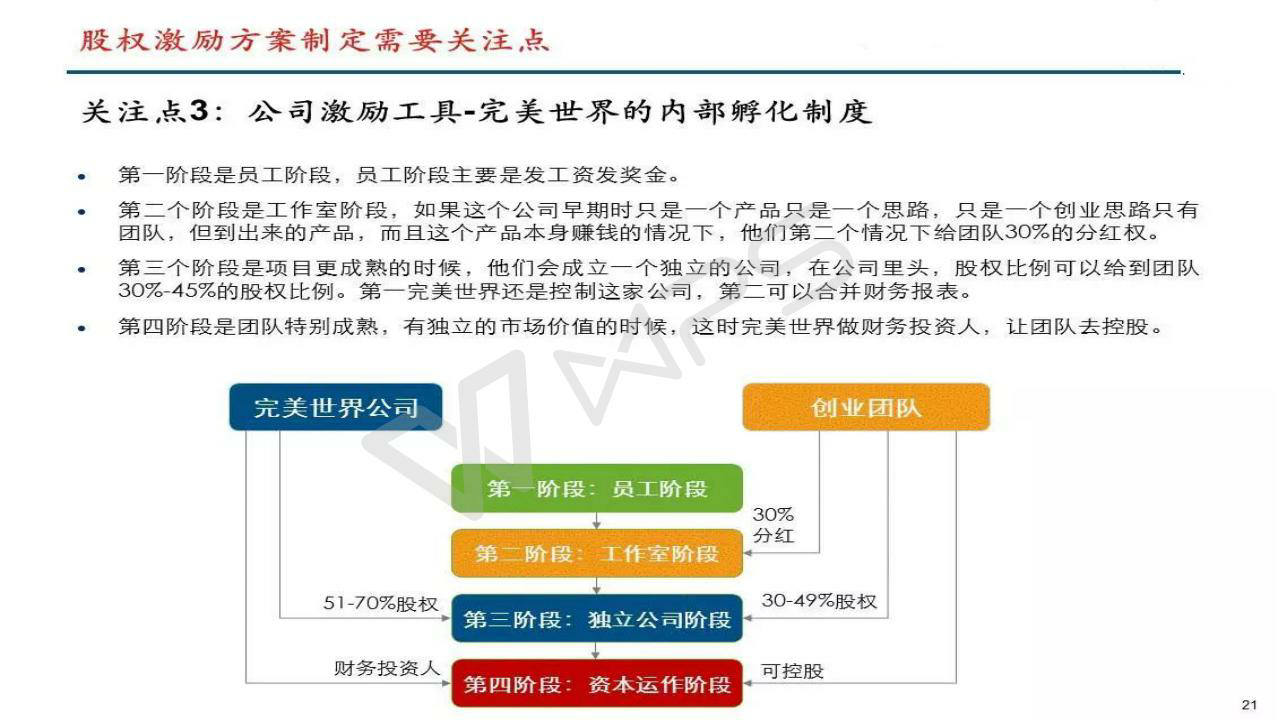 股权激励方案制定需要关注点
关注点3：公司激励工具-完美世界的内部孵化制度
• 第一阶段是员工阶段，员工阶段主要是发工资发奖金。
• 第二个阶段是工作室阶段，如果这个公司早期时只是一个产品只是一个思路，只是一个创业思路只有
团队，但到出来的产品，而且这个产品本身赚钱的情况下，他们第二个情况下给团队30%的分红权。
• 第三个阶段是项目更成熟的时候，他们会成立一个独立的公司，在公司里头，股权比例可以给到团队
30%-45%的股权比例。第一完美世界还是控制这家公司，第二可以合并财务报表。
• 第四阶段是团队特别成熟，有独立的市场价值的时候，这时完美世界做财务投资人，让团队去控股。
WPS
完美世界公司
创业团队
第一阶段：员工阶段
30%
分红
第二阶段：工作室阶段
51-70%股权
30-49%股权
第三阶段：独立公司阶段
财务投资人
可控股
第四阶段：资本运作阶段
21